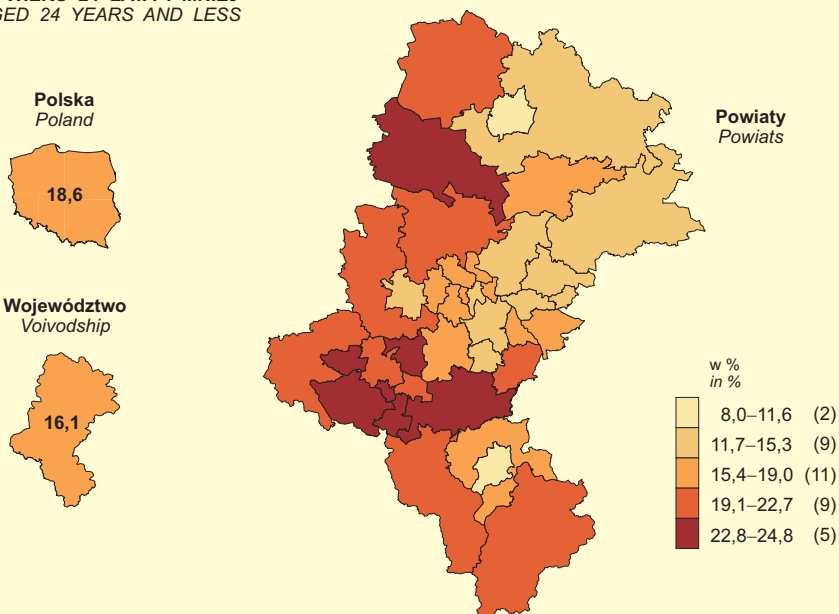 GED 24 YEARS AND LESS
Polska
Poland
18,6
Województwo
Voivodship
16,1
Powiaty
Powiats
w %
in %
8,0–11,6 (2)
11,7–15,3 (9)
15,4–19,0 (11)
19,1–22,7 (9)
22,8–24,8 (5)